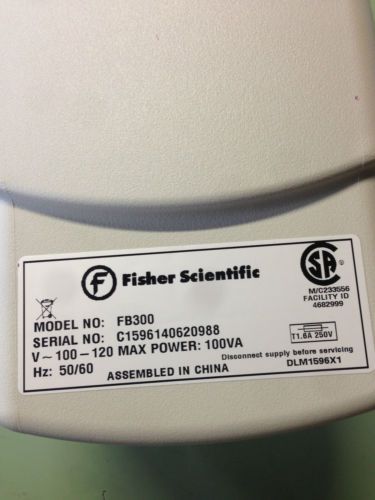 Fisher Scientific
SA
M/C233556
FACILITY ID
4682999
MODEL NO: FB300
SERIAL NO: C1596140620988
V~100-120 MAX POWER: 100VA
Hz: 50/60
T1.6A 250V
Disconnect supply before servicing
ASSEMBLED IN CHINA
DLM1596X1